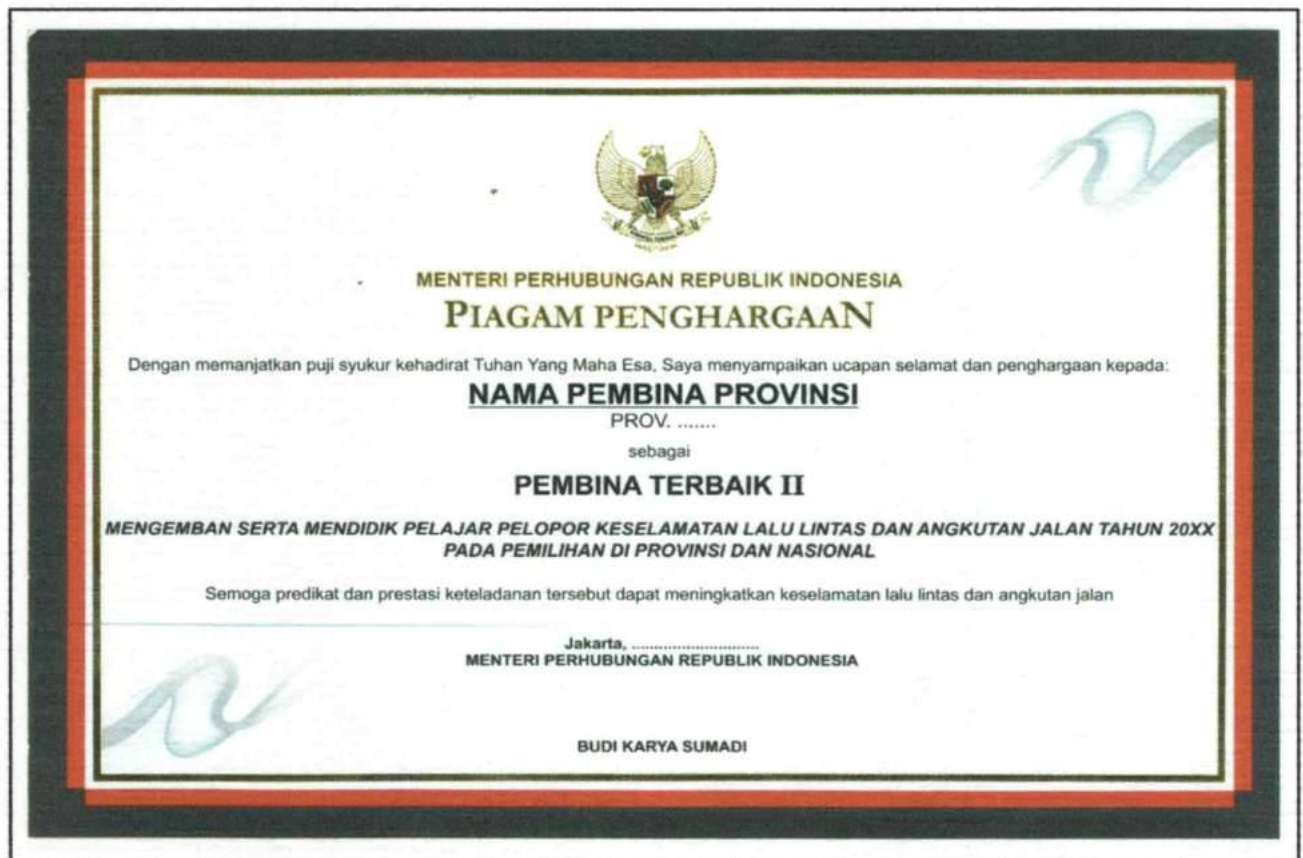 MENTERI PERHUBUNGAN REPUBLIK INDONESIA
PIAGAM PENGHARGAAN
Dengan memanjatkan puji syukur kehadirat Tuhan Yang Maha Esa, Saya menyampaikan ucapan selamat dan penghargaan kepada:
NAMA PEMBINA PROVINSI
PROV. .......
sebagai
PEMBINA TERBAIK II
MENGEMBAN SERTA MENDIDIK PELAJAR PELOPOR KESELAMATAN LALU LINTAS DAN ANGKUTAN JALAN TAHUN 20XX
PADA PEMILIHAN DI PROVINSI DAN NASIONAL
Semoga predikat dan prestasi keteladanan tersebut dapat meningkatkan keselamatan lalu lintas dan angkutan jalan
Jakarta, ............................
MENTERI PERHUBUNGAN REPUBLIK INDONESIA
BUDI KARYA SUMADI